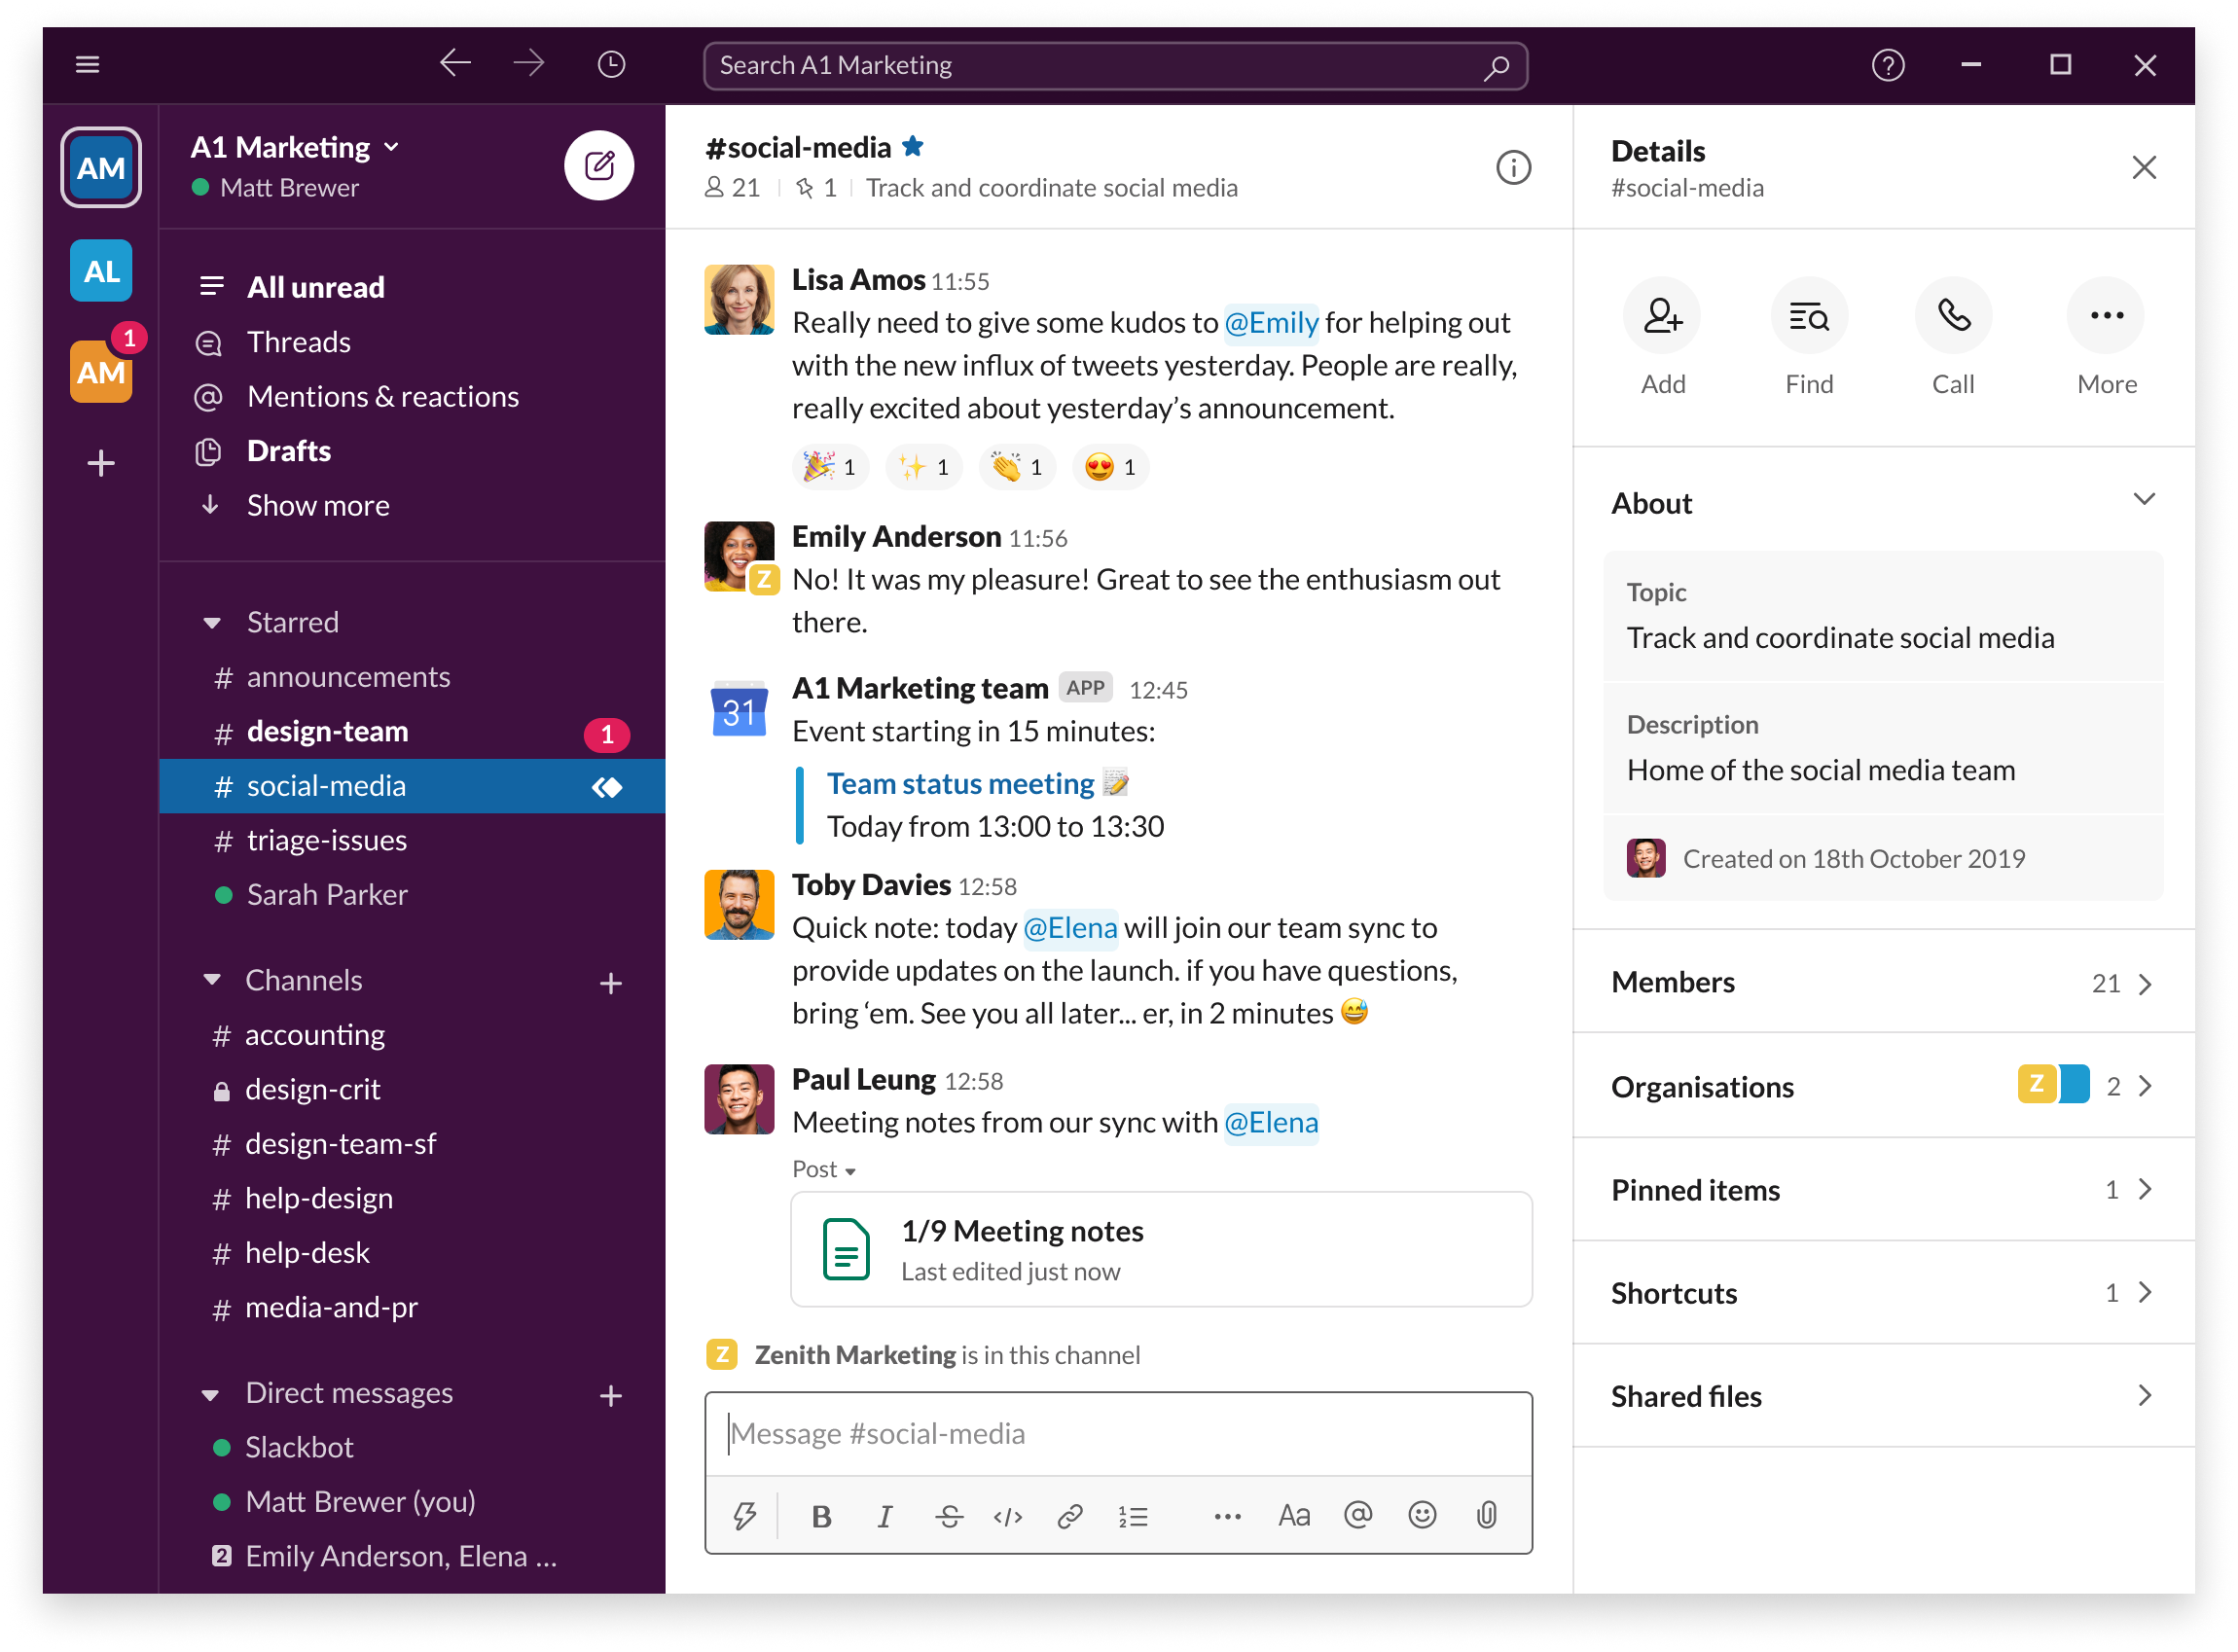 Search A1 Marketing
?
AM
AL
1
AM
A1 Marketing
Matt Brewer
All unread
Threads
Mentions & reactions
Drafts
Show more
Starred
# announcements
# design-team 1
# social-media
# triage-issues
Sarah Parker
Channels
# accounting
design-crit
# design-team-sf
# help-design
# help-desk
# media-and-pr
Direct messages
Slackbot
Matt Brewer (you)
2 Emily Anderson, Elena ...
#social-media
21 1 Track and coordinate social media
Lisa Amos 11:55
Really need to give some kudos to @Emily for helping out
with the new influx of tweets yesterday. People are really,
really excited about yesterday’s announcement.
1 1 1 1
Emily Anderson 11:56
Z
No! It was my pleasure! Great to see the enthusiasm out
there.
A1 Marketing team APP 12:45
31
Event starting in 15 minutes:
Team status meeting
Today from 13:00 to 13:30
Toby Davies 12:58
Quick note: today @Elena will join our team sync to
provide updates on the launch. if you have questions,
bring ‘em. See you all later... er, in 2 minutes
Paul Leung 12:58
Meeting notes from our sync with @Elena
Post
1/9 Meeting notes
Last edited just now
Z Zenith Marketing is in this channel
Message #social-media
B I S </> Aa @
Details
#social-media
Add Find Call More
About
Topic
Track and coordinate social media
Description
Home of the social media team
Created on 18th October 2019
Members 21
Organisations Z 2
Pinned items 1
Shortcuts 1
Shared files